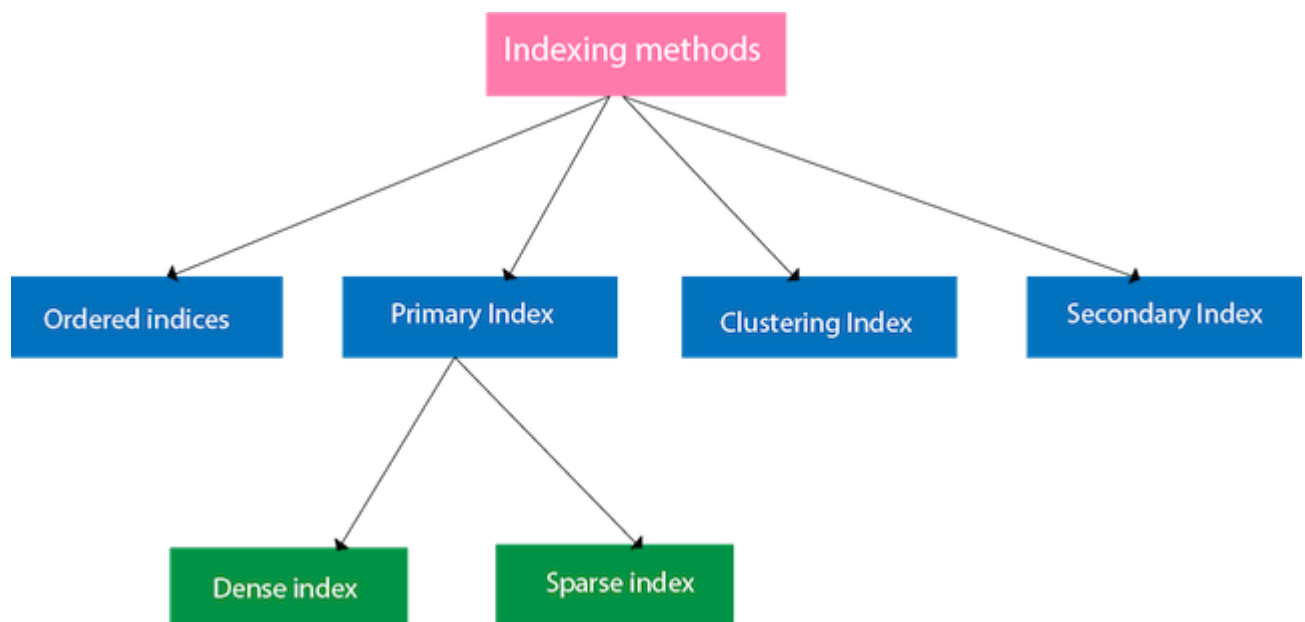 Indexing methods
Ordered indices
Primary Index
Clustering Index
Secondary Index
Dense index
Sparse index